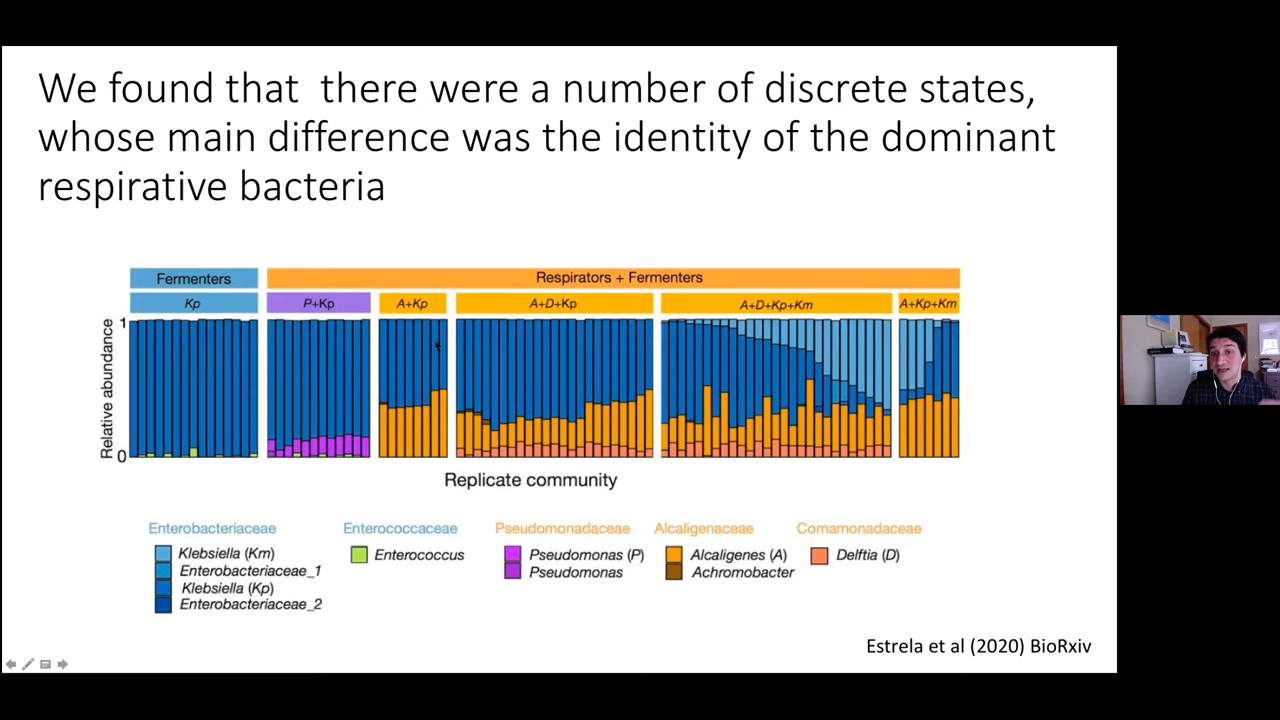 We found that there were a number of discrete states,
whose main difference was the identity of the dominant
respirative bacteria
Fermenters
Respirators + Fermenters
Kp
P+Kp
A+Kp
A+D+Kp
A+D+Kp+Km
A+Kp+Km
Relative abundance
1
0
Replicate community
Enterobacteriaceae
Klebsiella (Km)
Enterobacteriaceae_1
Klebsiella (Kp)
Enterobacteriaceae_2
Enterococcaceae
Enterococcus
Pseudomonadaceae
Pseudomonas (P)
Pseudomonas
Alcaligenaceae
Alcaligenes (A)
Achromobacter
Comamonadaceae
Delftia (D)
Estrela et al (2020) BioRxiv